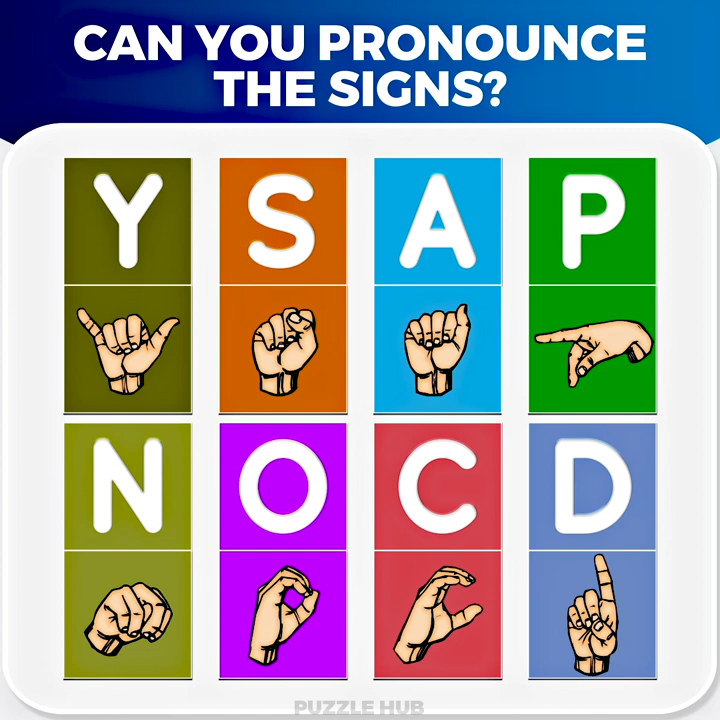 CAN YOU PRONOUNCE
THE SIGNS?
Y S A P
N O C D
PUZZLE HUB